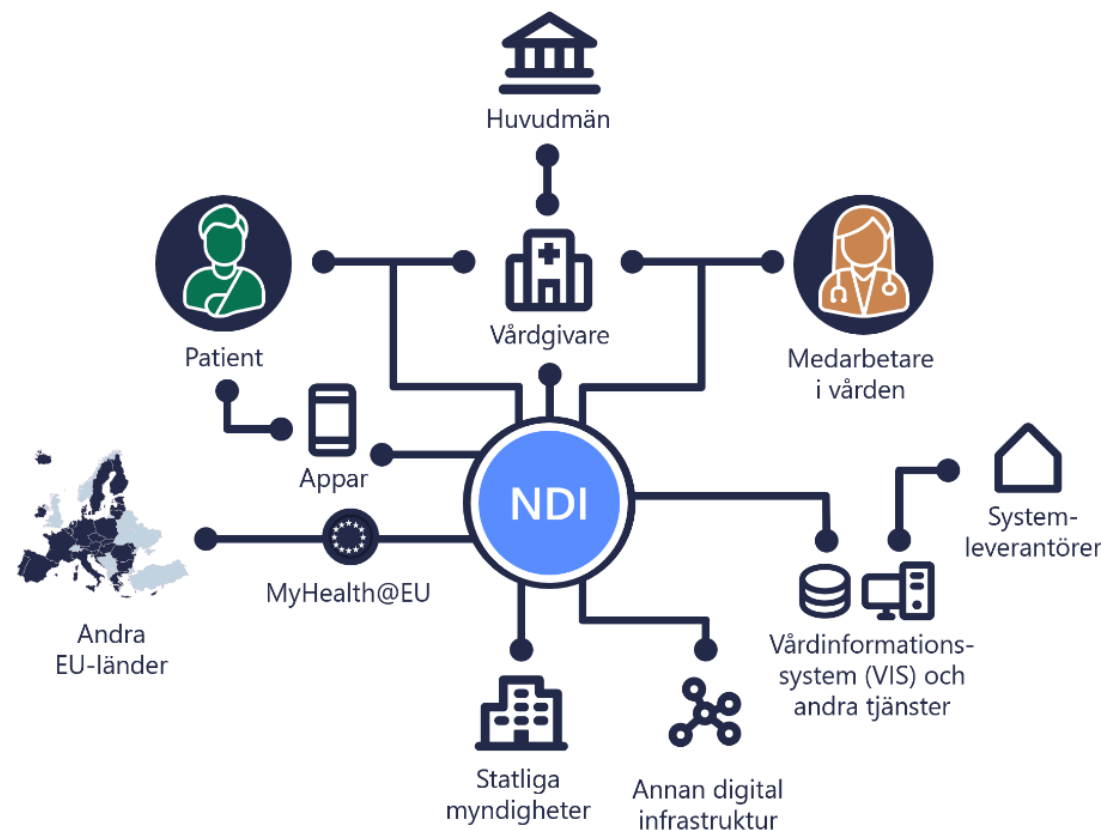 Huvudmän
Patient
Vårdgivare
Medarbetare
i vården
Appar
NDI
System-
leverantörer
MyHealth@EU
Andra
EU-länder
Vårdinformations-
system (VIS) och
andra tjänster
Statliga
myndigheter
Annan digital
infrastruktur